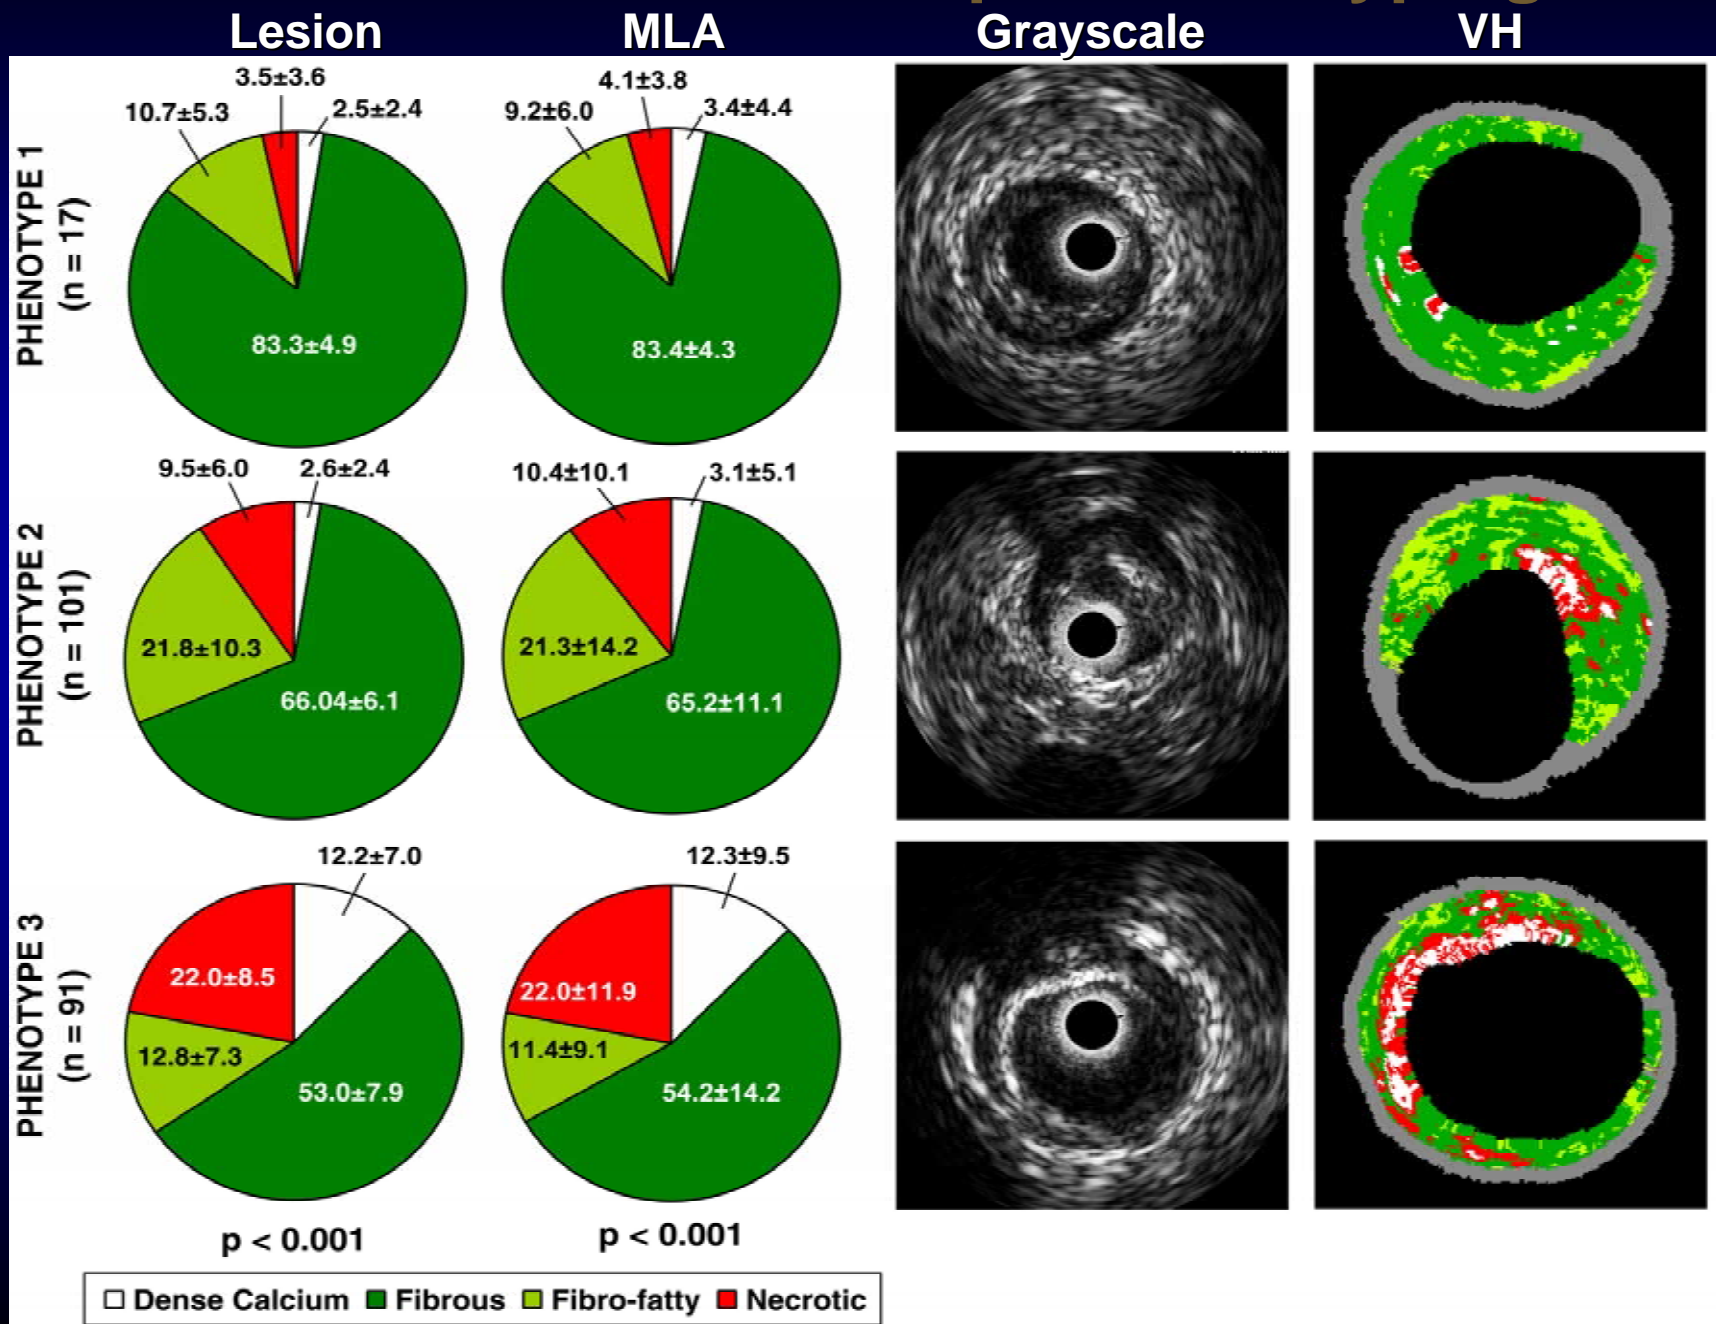 Lesion MLA Grayscale VH
PHENOTYPE 1
(n = 17)
3.5±3.6
10.7±5.3
2.5±2.4
83.3±4.9
4.1±3.8
9.2±6.0
3.4±4.4
83.4±4.3
PHENOTYPE 2
(n = 101)
9.5±6.0
2.6±2.4
21.8±10.3
66.04±6.1
10.4±10.1
3.1±5.1
21.3±14.2
65.2±11.1
PHENOTYPE 3
(n = 91)
12.2±7.0
22.0±8.5
12.8±7.3
53.0±7.9
12.3±9.5
22.0±11.9
11.4±9.1
54.2±14.2
p < 0.001
p < 0.001
Dense Calcium Fibrous Fibro-fatty Necrotic